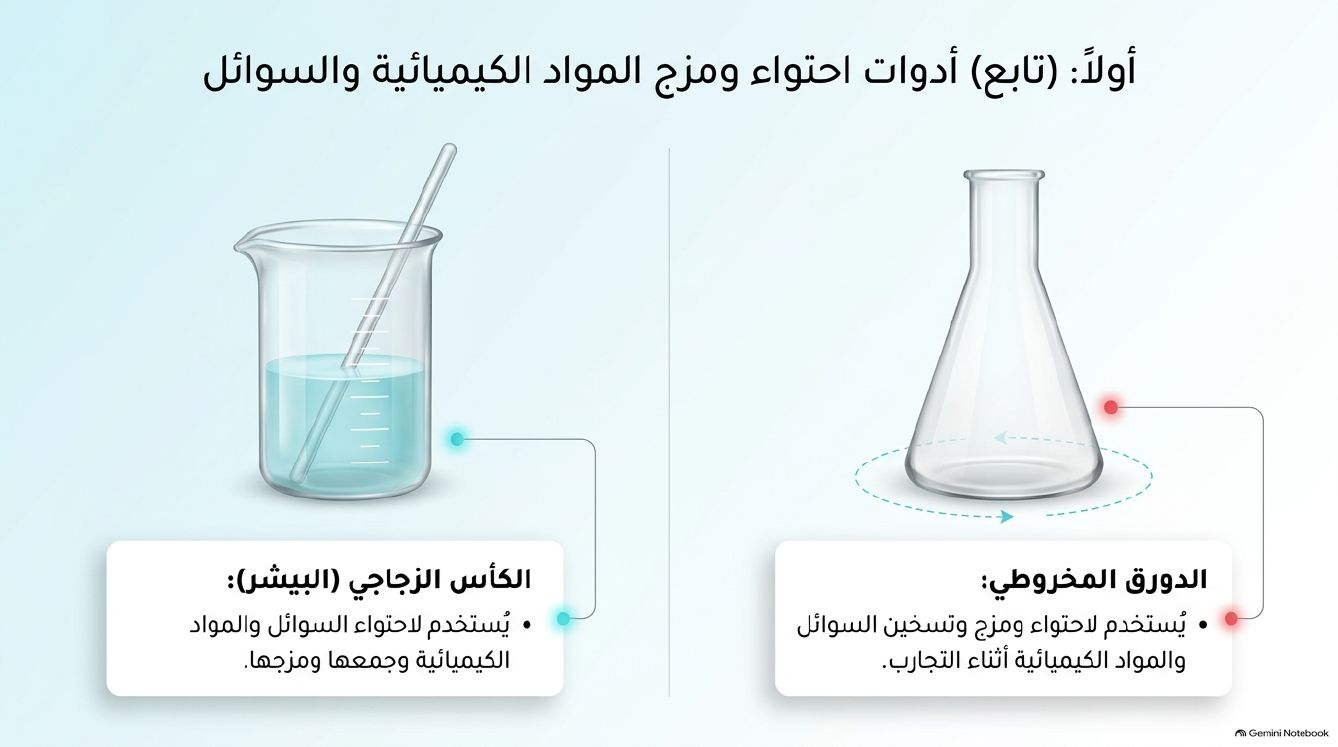 أولاً: (تابع) أدوات احتواء ومزج المواد الكيميائية والسوائل
الدورق المخروطي:
• يُستخدم لاحتواء ومزج وتسخين السوائل
والمواد الكيميائية أثناء التجارب.
الكأس الزجاجي (البيشر):
• يُستخدم لاحتواء السوائل والمواد
الكيميائية وجمعها ومزجها.
Gemini Notebook